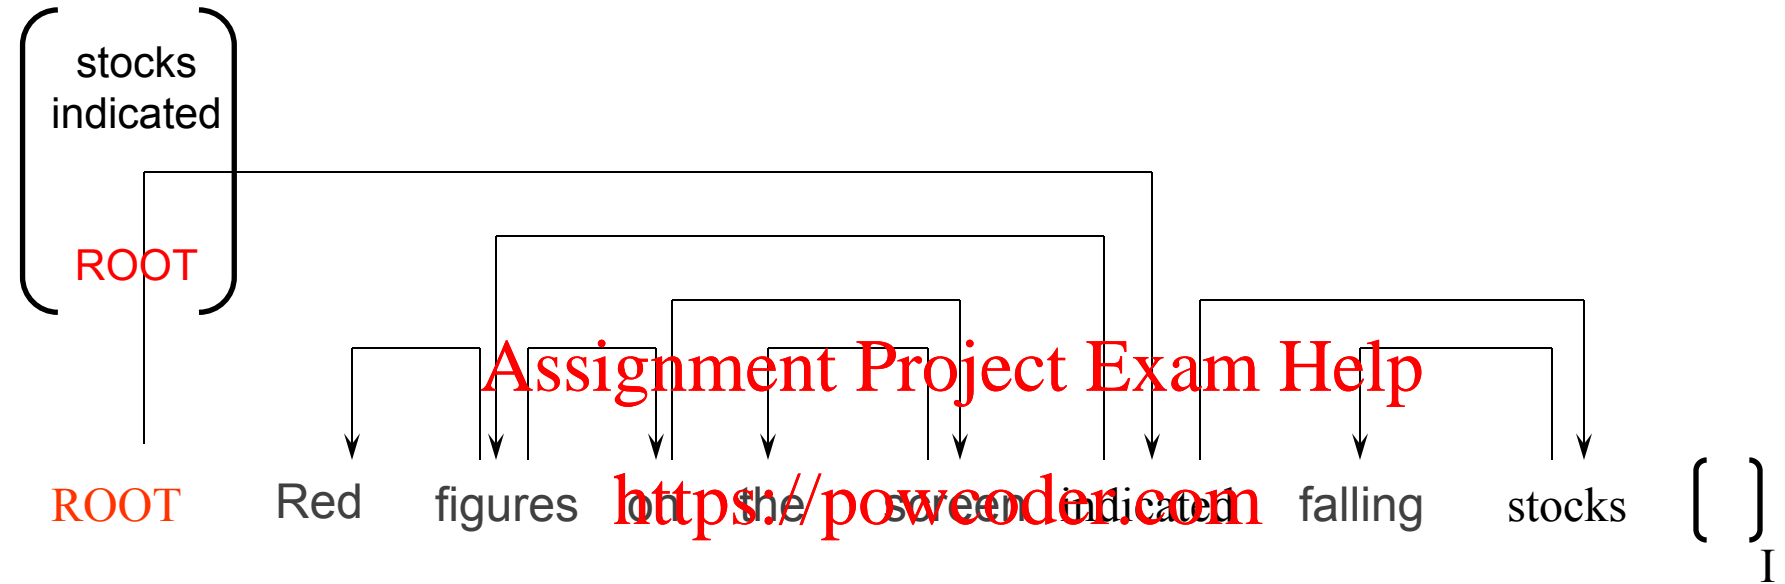 stocks
indicated
ROOT
Assignment Project Exam Help
ROOT Red figures on the screen indicated falling stocks
https://powcoder.com
I